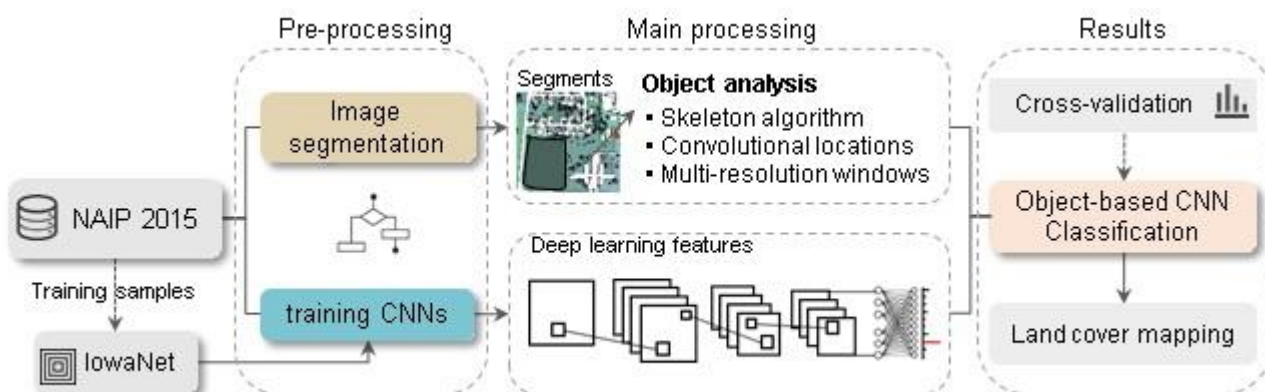 Pre-processing
Main processing
Results
Image
segmentation
Segments
Object analysis
▪ Skeleton algorithm
▪ Convolutional locations
▪ Multi-resolution windows
Cross-validation
NAIP 2015
Object-based CNN
Classification
Training samples
training CNNs
Deep learning features
IowaNet
Land cover mapping